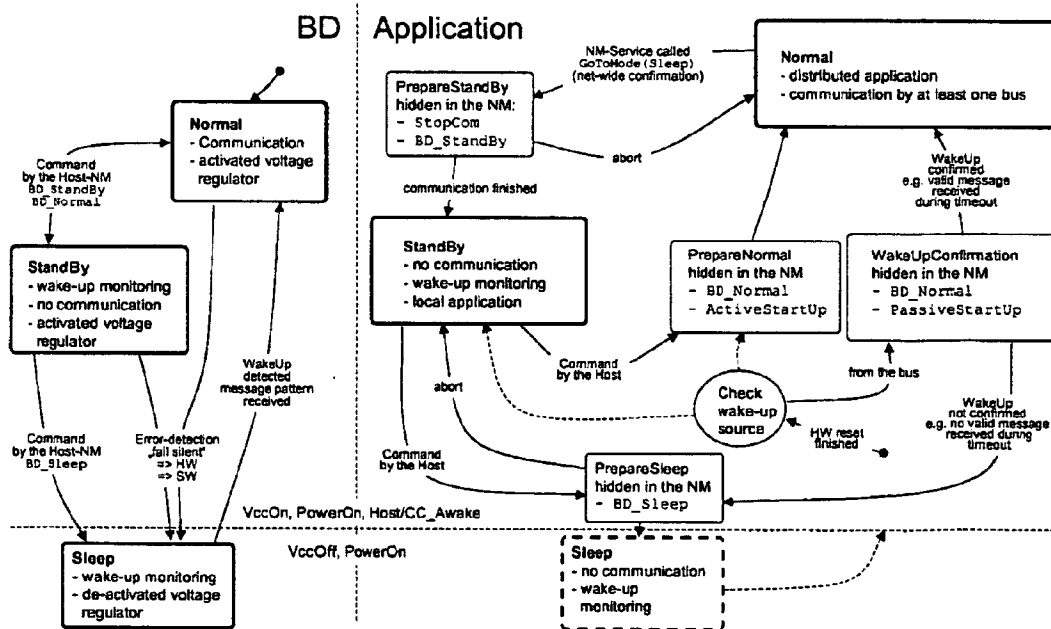 BD
Application
Normal
- Communication
- activated voltage
regulator
Command
by the Host-NM
BD_StandBy
BD_Normal
StandBy
- wake-up monitoring
- no communication
- activated voltage
regulator
WakeUp
detected
message pattern
received
Command
by the Host-NM
BD_Sleep
Error-detection
„fail silent"
=> HW
=> SW
Sleep
- wake-up monitoring
- de-activated voltage
regulator
VccOn, PowerOn, Host/CC_Awake
VccOff, PowerOn
NM-Service called
GoToMode(Sleep)
(net-wide confirmation)
Normal
- distributed application
- communication by at least one bus
PrepareStandBy
hidden in the NM:
- StopCom
- BD_StandBy
abort
communication finished
WakeUp
confirmed
e.g. valid message
received
during timeout
StandBy
- no communication
- wake-up monitoring
- local application
PrepareNormal
hidden in the NM
- BD_Normal
- ActiveStartUp
WakeUpConfirmation
hidden in the NM
- BD_Normal
- PassiveStartUp
Command
by the Host
abort
from the bus
Check
wake-up
source
WakeUp
not confirmed
e.g. no valid message
received during
timeout
HW reset
finished
Command
by the Host
PrepareSleep
hidden in the NM
- BD_Sleep
Sleep
- no communication
- wake-up
monitoring